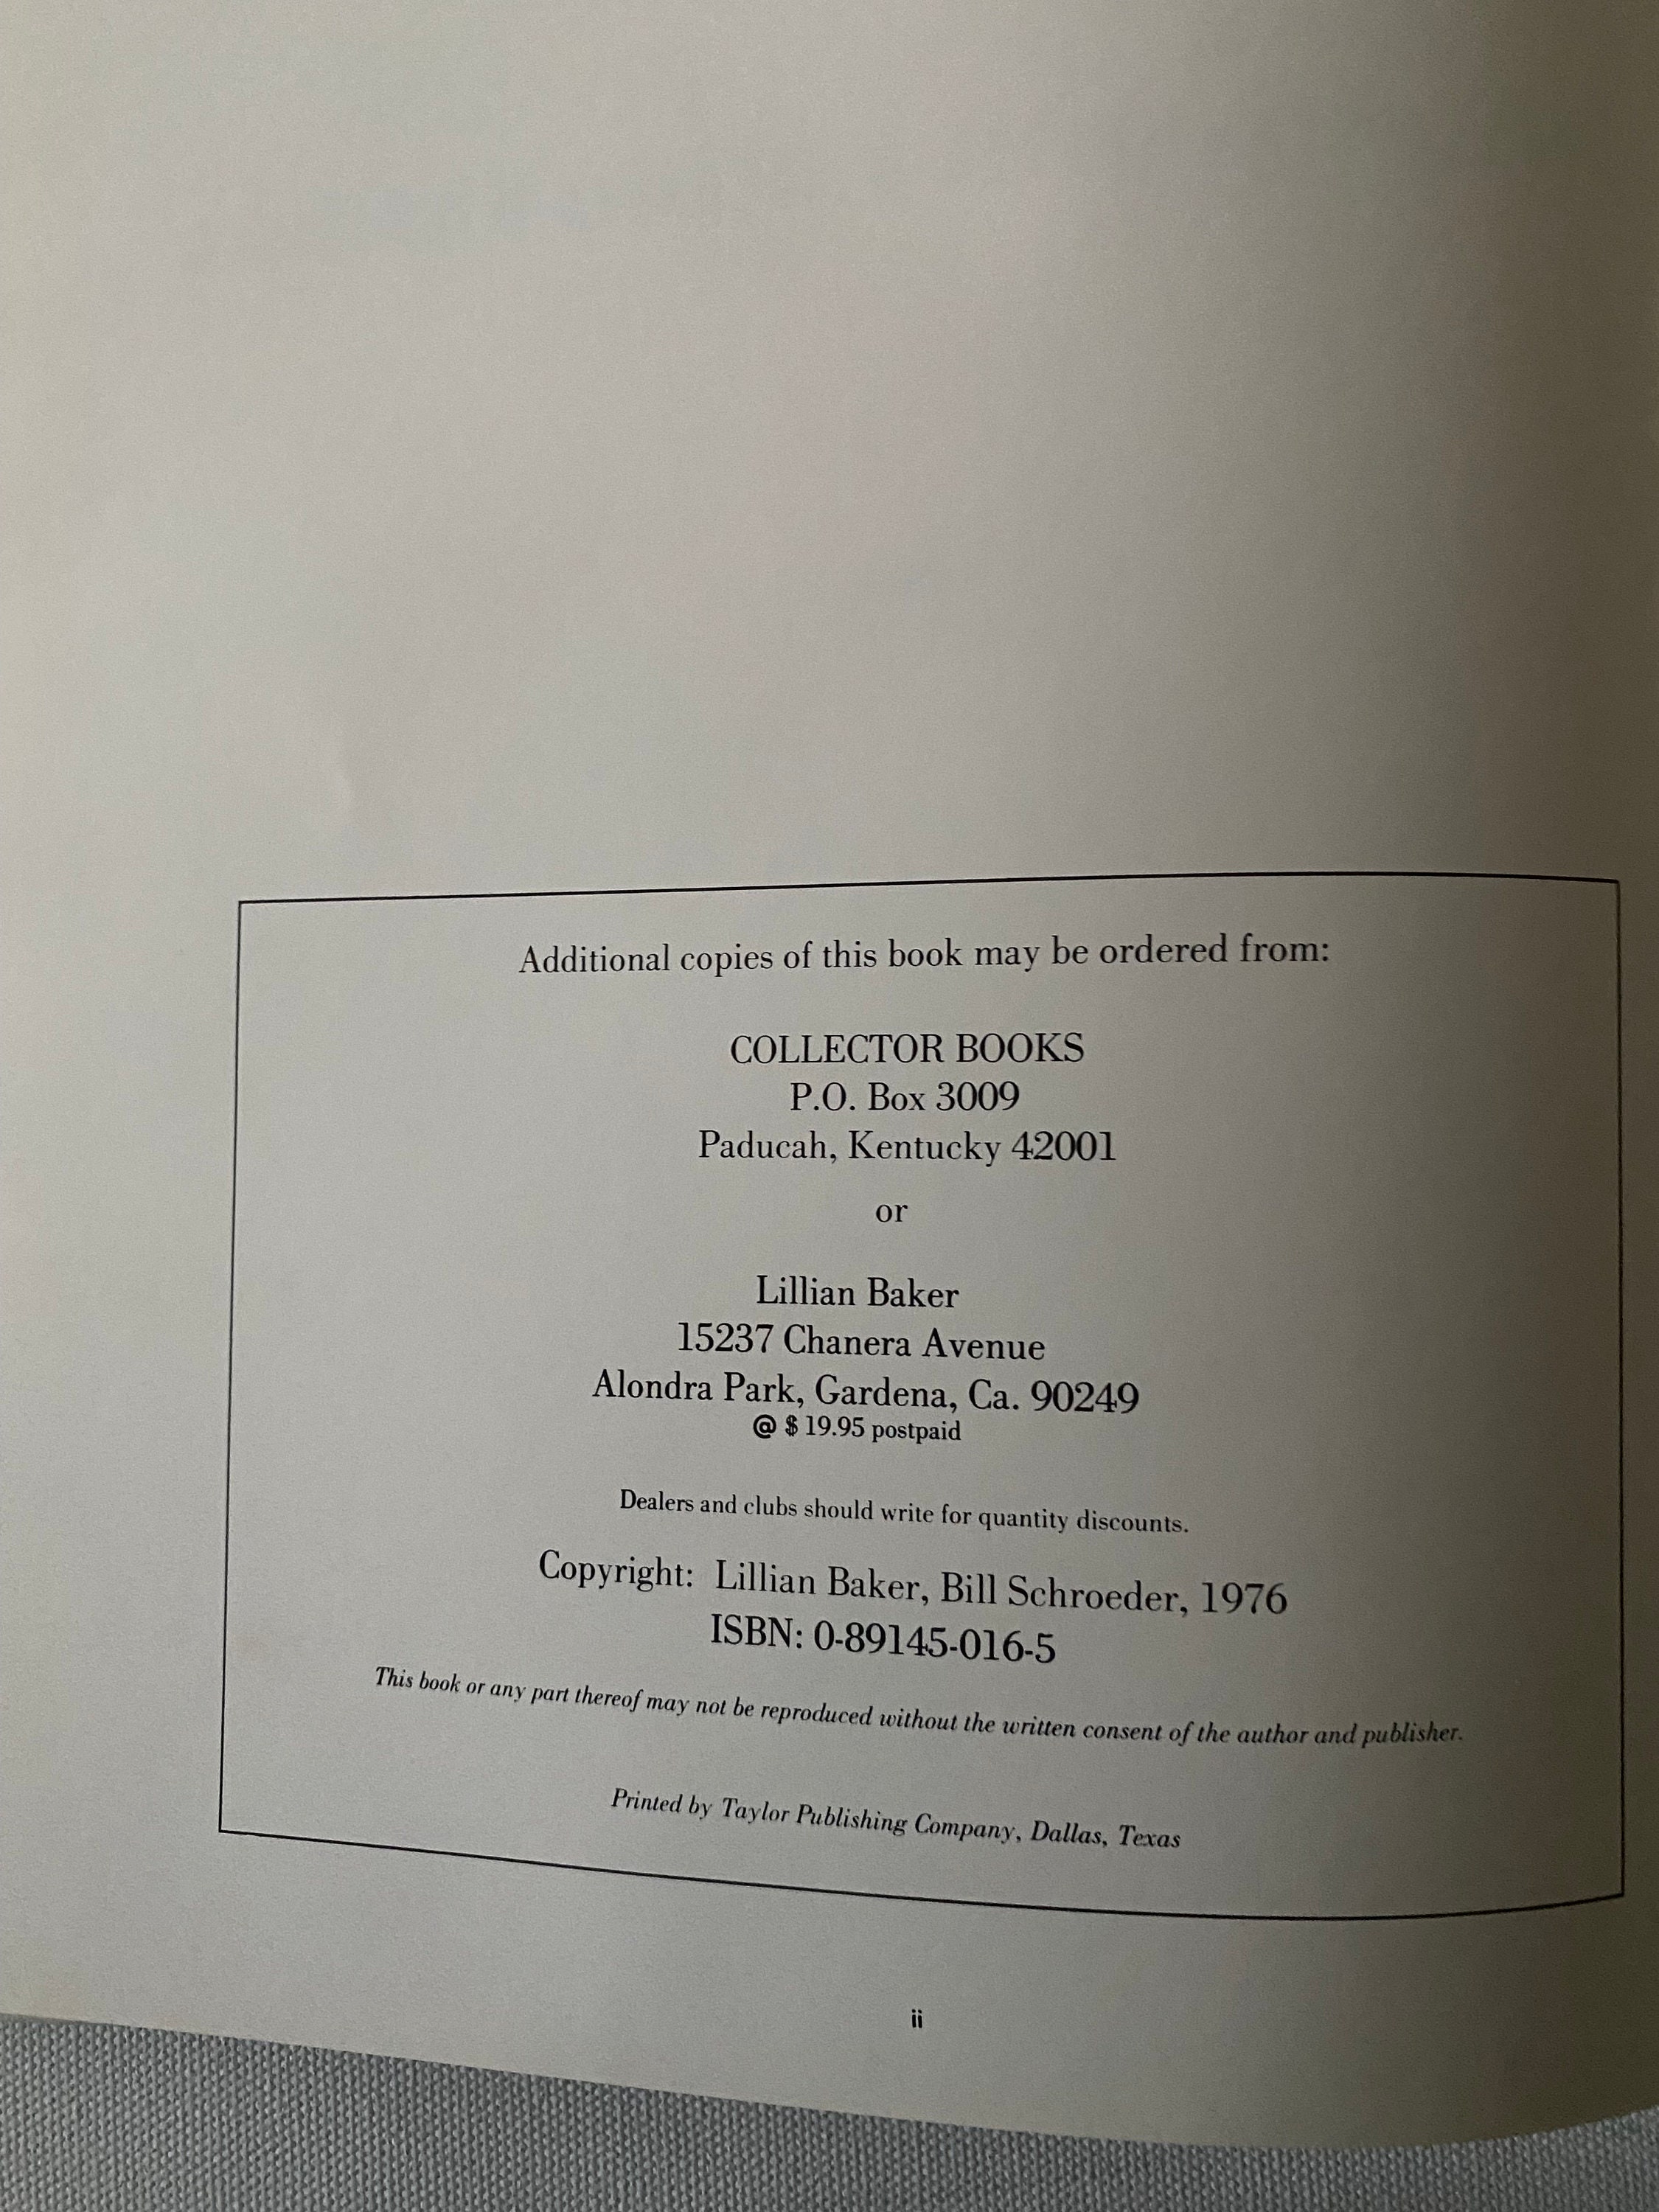 Additional copies of this book may be ordered from:
COLLECTOR BOOKS
P.O. Box 3009
Paducah, Kentucky 42001
or
Lillian Baker
15237 Chanera Avenue
Alondra Park, Gardena, Ca. 90249
@ $ 19.95 postpaid
Dealers and clubs should write for quantity discounts.
Copyright: Lillian Baker, Bill Schroeder, 1976
ISBN: 0-89145-016-5
This book or any part thereof may not be reproduced without the written consent of the author and publisher.
Printed by Taylor Publishing Company, Dallas, Texas
ii